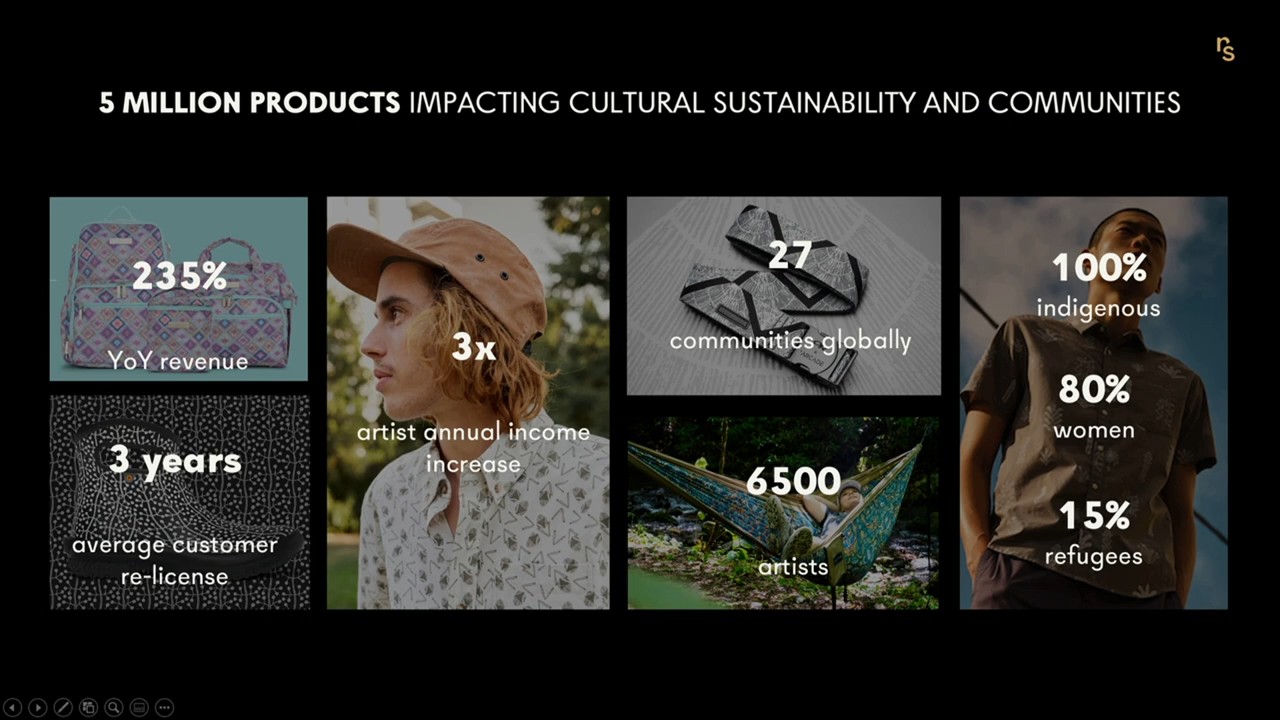 rs
5 MILLION PRODUCTS IMPACTING CULTURAL SUSTAINABILITY AND COMMUNITIES
235%
YoY revenue
3 years
average customer
re-license
3x
artist annual income
increase
27
communities globally
ARCADE
6500
artists
100%
indigenous
80%
women
15%
refugees